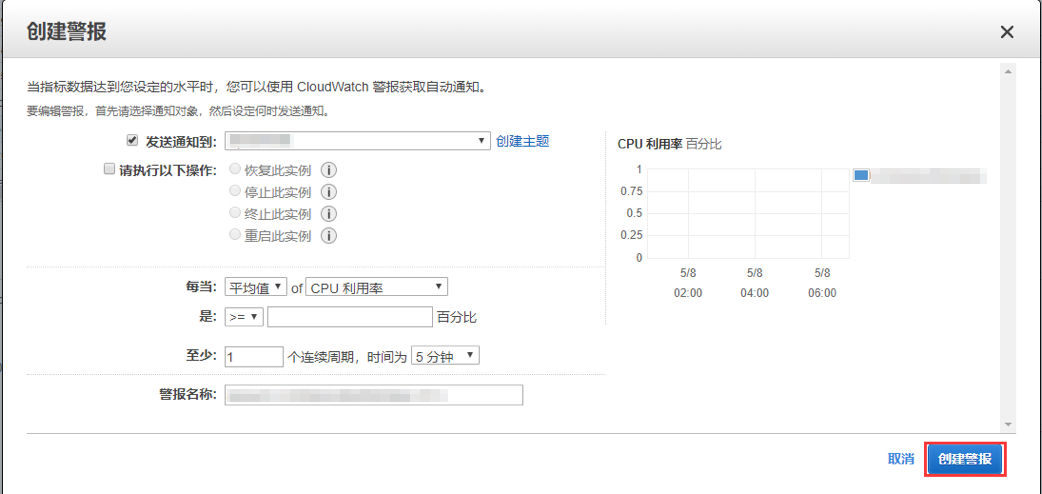 创建警报
当指标数据达到您设定的水平时，您可以使用 CloudWatch 警报获取自动通知。
要编辑警报，首先请选择通知对象，然后设定何时发送通知。
发送通知到: 创建主题
请执行以下操作: 恢复此实例
停止此实例
终止此实例
重启此实例
每当: 平均值 of CPU 利用率
是: >= 百分比
至少: 1 个连续周期，时间为 5 分钟
警报名称:
CPU 利用率 百分比
1
0.75
0.5
0.25
0
5/8 5/8 5/8
02:00 04:00 06:00
取消 创建警报